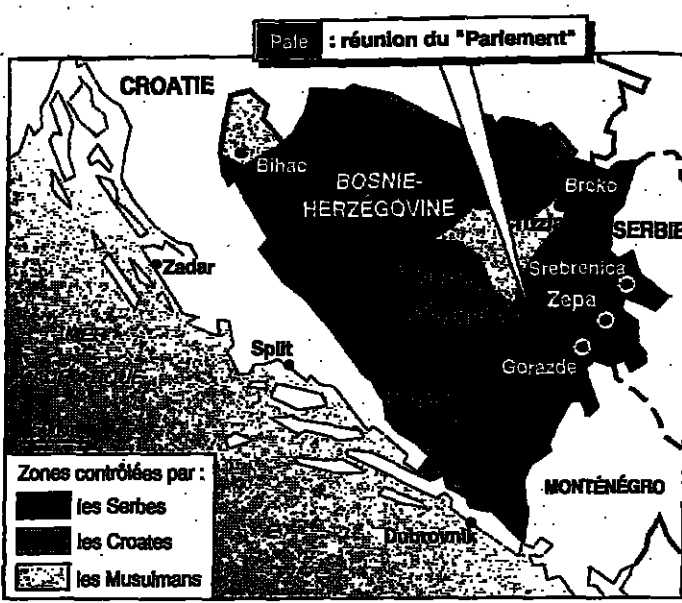 Pale : réunion du "Parlement"
CROATIE
Bihac
BOSNIE-
HERZÉGOVINE
Brcko
SERBIE
Srebrenica
Zepa
Zadar
Split
Gorazde
Zones contrôlées par :
les Serbes
les Croates
les Musulmans
MONTÉNÉGRO
Dubrovnik